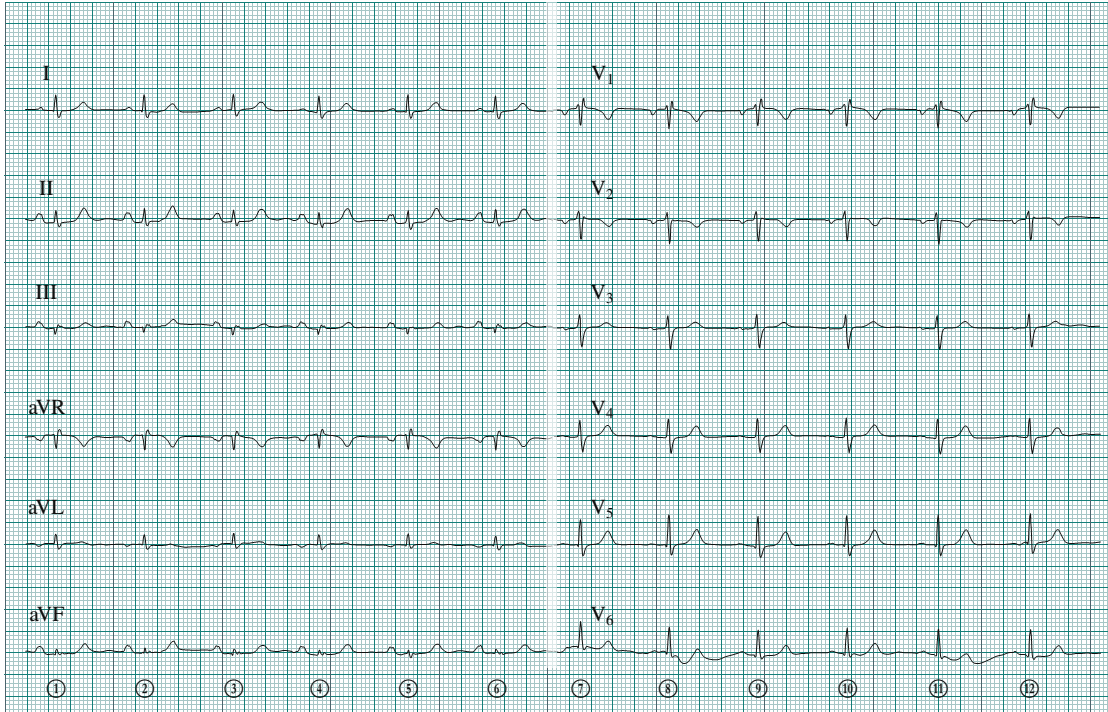 I
II
III
aVR
aVL
aVF
V1
V2
V3
V4
V5
V6
① ② ③ ④ ⑤ ⑥ ⑦ ⑧ ⑨ ⑩ ⑪ ⑫